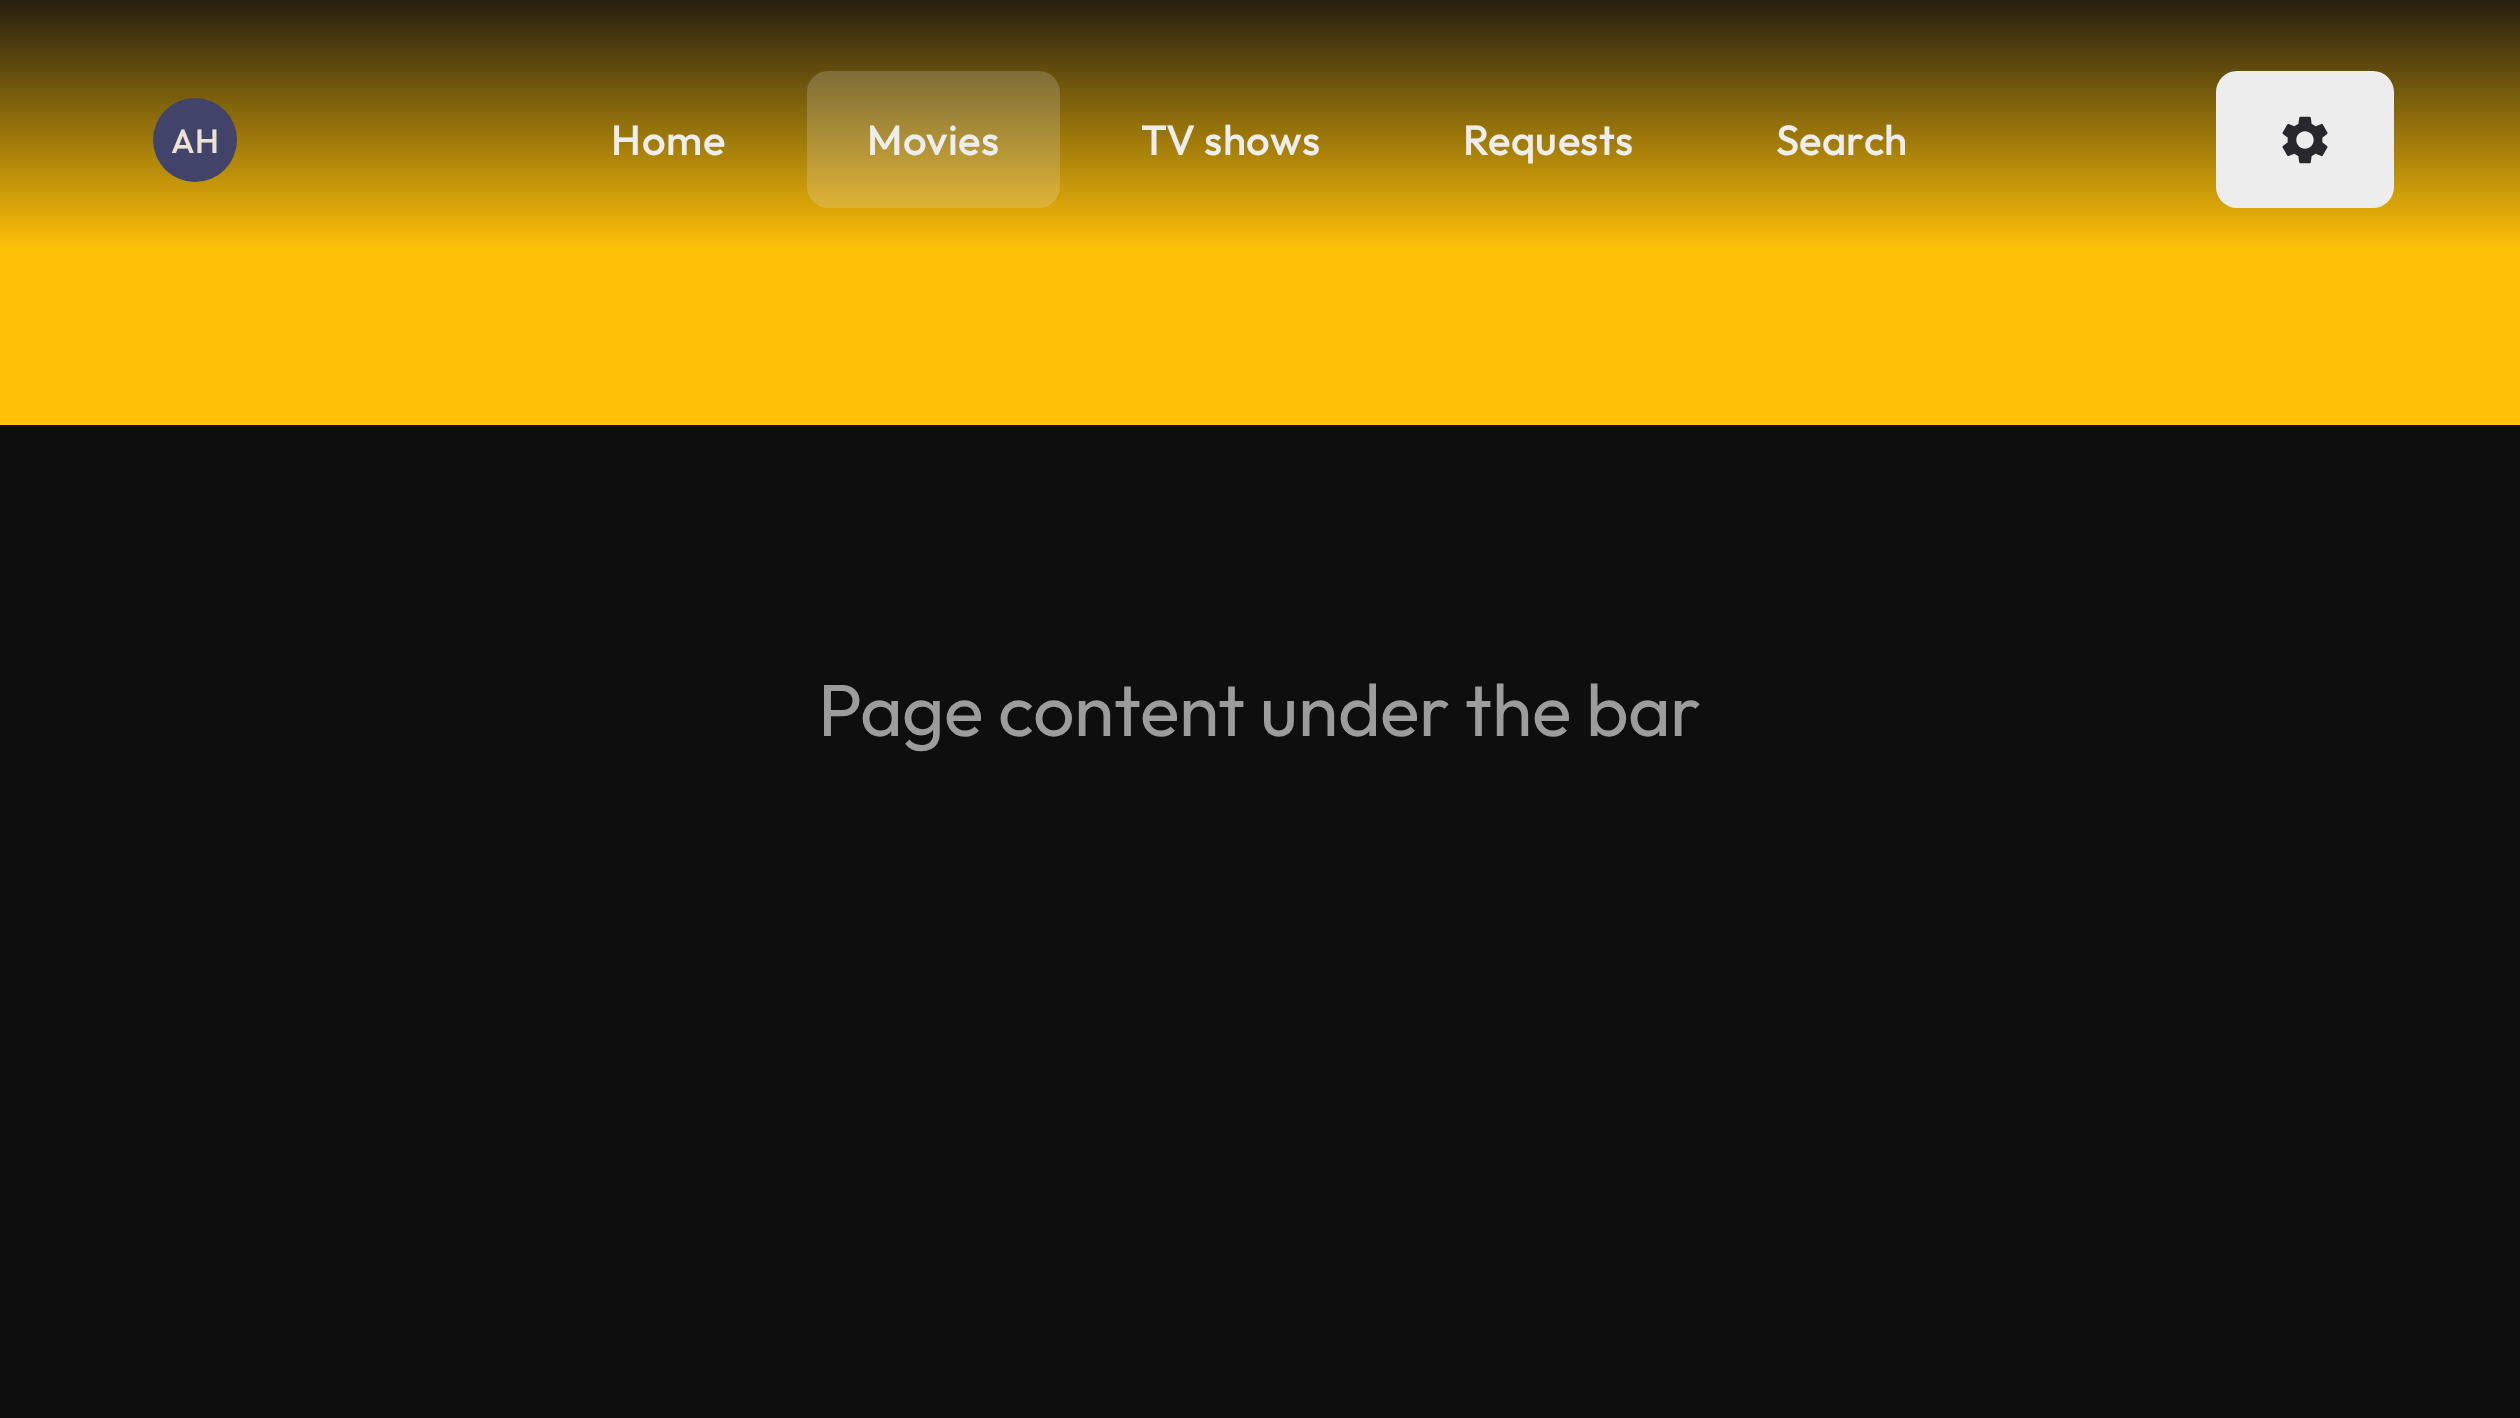 AH
Home
Movies
TV shows
Requests
Search
Page content under the bar